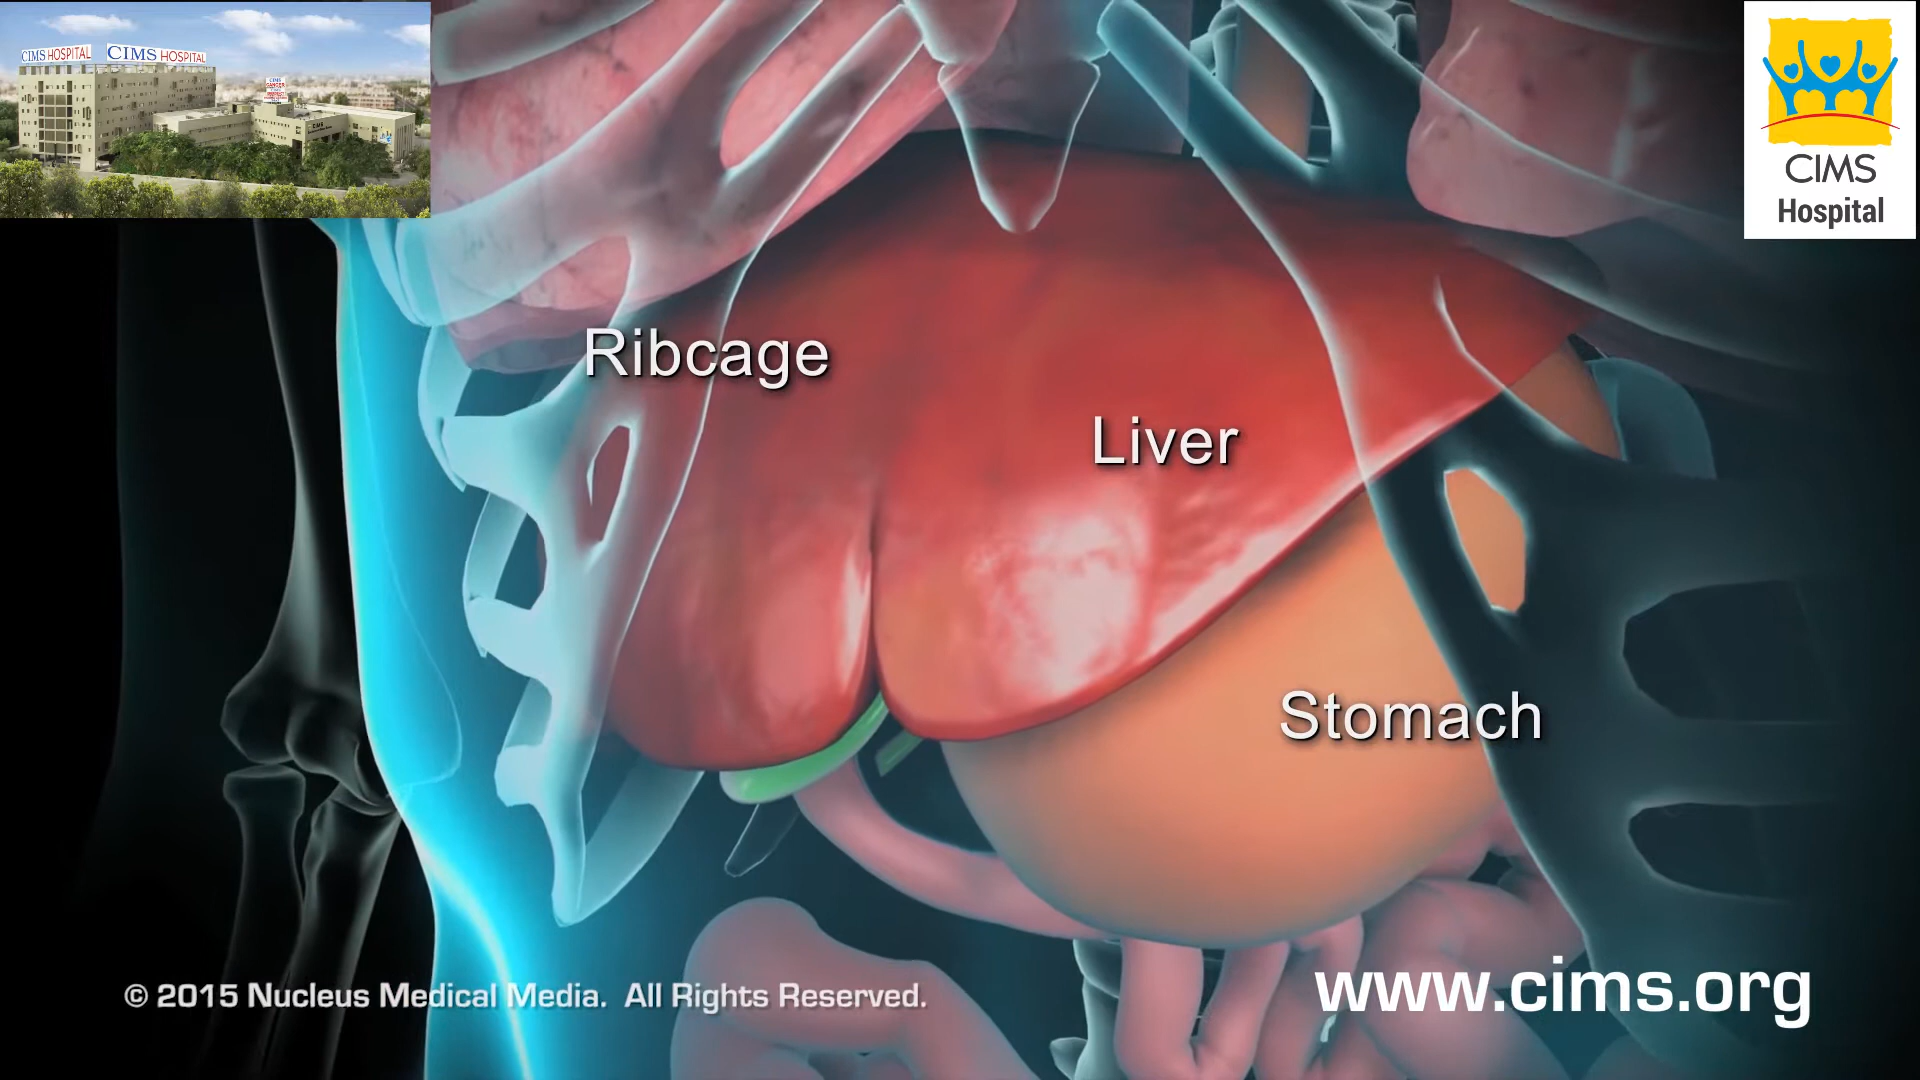 CIMS HOSPITAL
CIMS HOSPITAL
CIMS
CIMS
Hospital
Ribcage
Liver
Stomach
© 2015 Nucleus Medical Media. All Rights Reserved.
www.cims.org